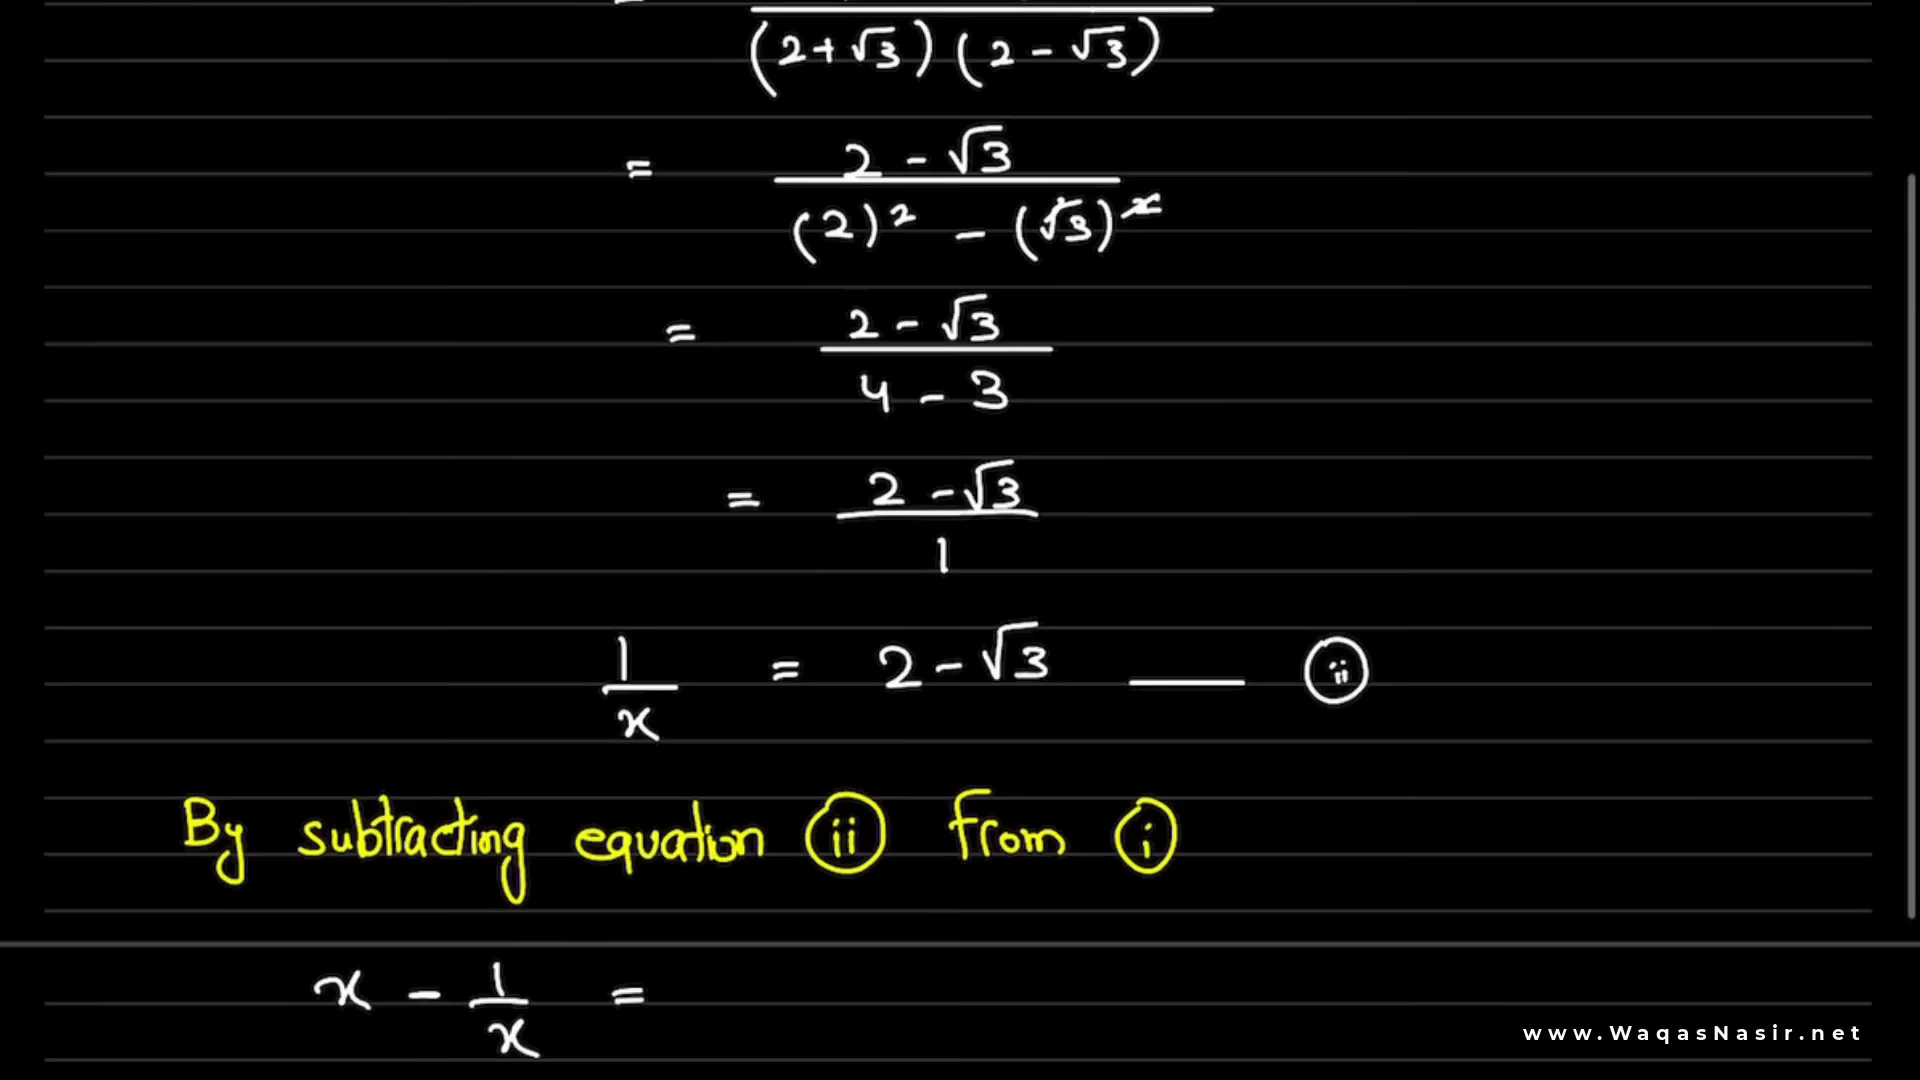 (2+√3) (2 - √3)
= 2 - √3
(2)² - (√3)²
= 2 - √3
4 - 3
= 2 - √3
1
1 = 2 - √3 —— (ii)
x
By subtracting equation (ii) from (i)
x - 1 =
x
www.WaqasNasir.net